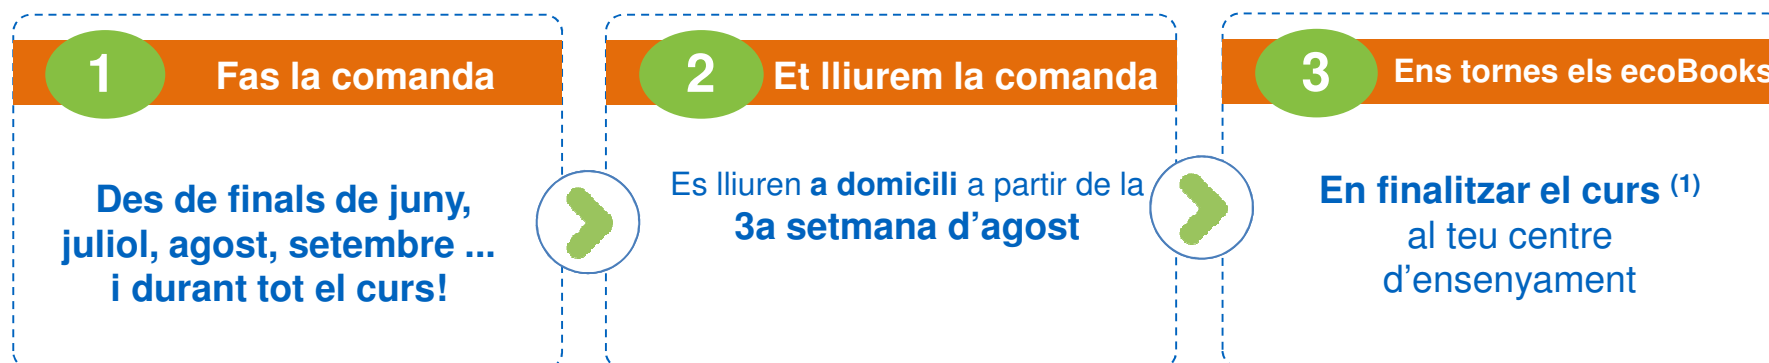 1 Fas la comanda
Des de finals de juny,
juliol, agost, setembre ...
i durant tot el curs!
2 Et lliurem la comanda
Es lliuren a domicili a partir de la
3a setmana d’agost
3 Ens tornes els ecoBooks
En finalitzar el curs (1)
al teu centre
d’ensenyament